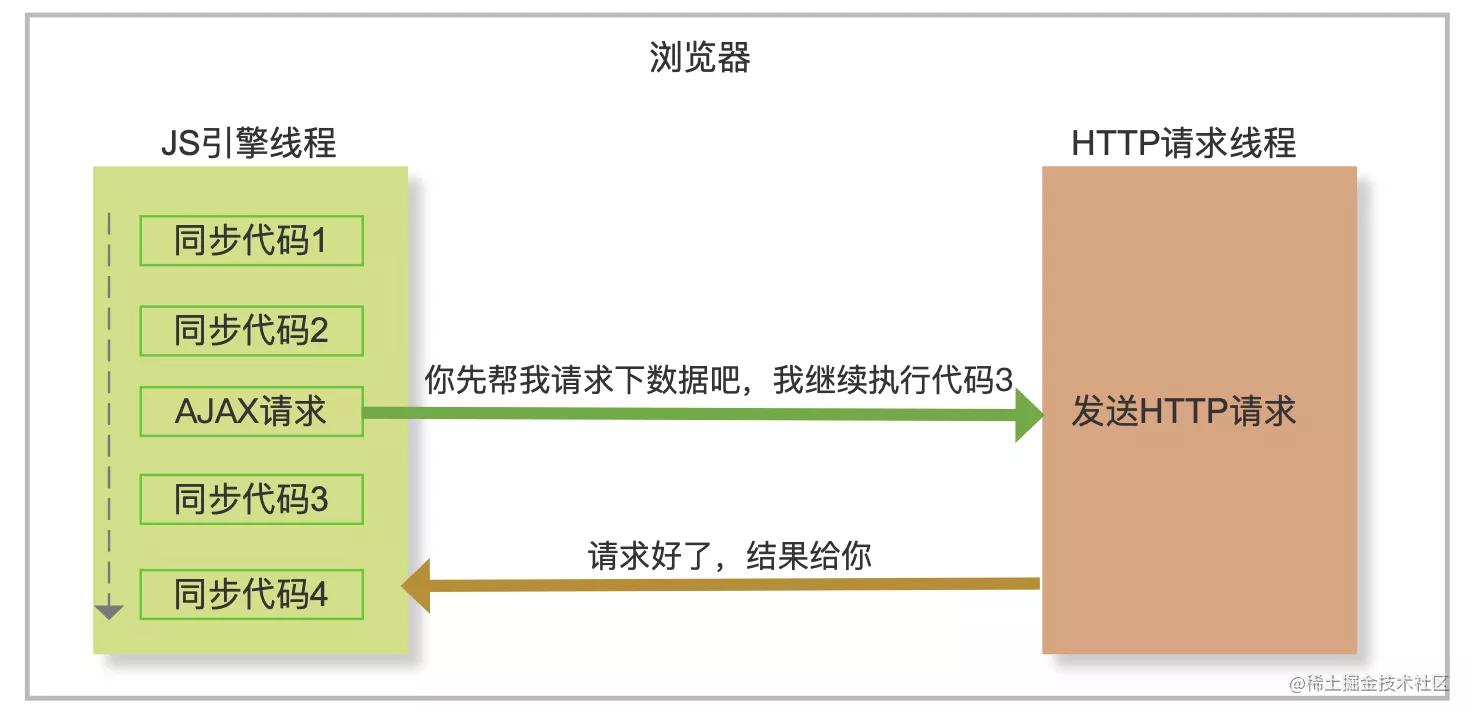 浏览器
JS引擎线程
HTTP请求线程
同步代码1
同步代码2
你先帮我请求下数据吧，我继续执行代码3
AJAX请求
发送HTTP请求
同步代码3
请求好了，结果给你
同步代码4
@稀土掘金技术社区